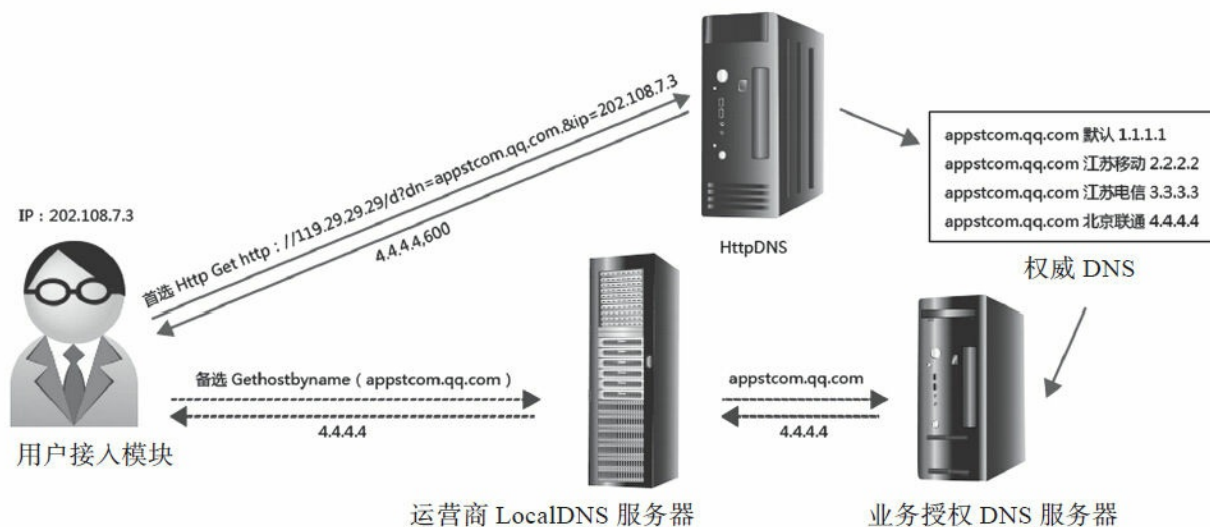 IP：202.108.7.3
首选 Http Get http：//119.29.29.29/d?dn=appstcom.qq.com.&ip=202.108.7.3
4.4.4.4,600
HttpDNS
appstcom.qq.com 默认 1.1.1.1
appstcom.qq.com 江苏移动 2.2.2.2
appstcom.qq.com 江苏电信 3.3.3.3
appstcom.qq.com 北京联通 4.4.4.4
权威 DNS
备选 Gethostbyname（appstcom.qq.com）
4.4.4.4
appstcom.qq.com
4.4.4.4
用户接入模块
运营商 LocalDNS 服务器
业务授权 DNS 服务器